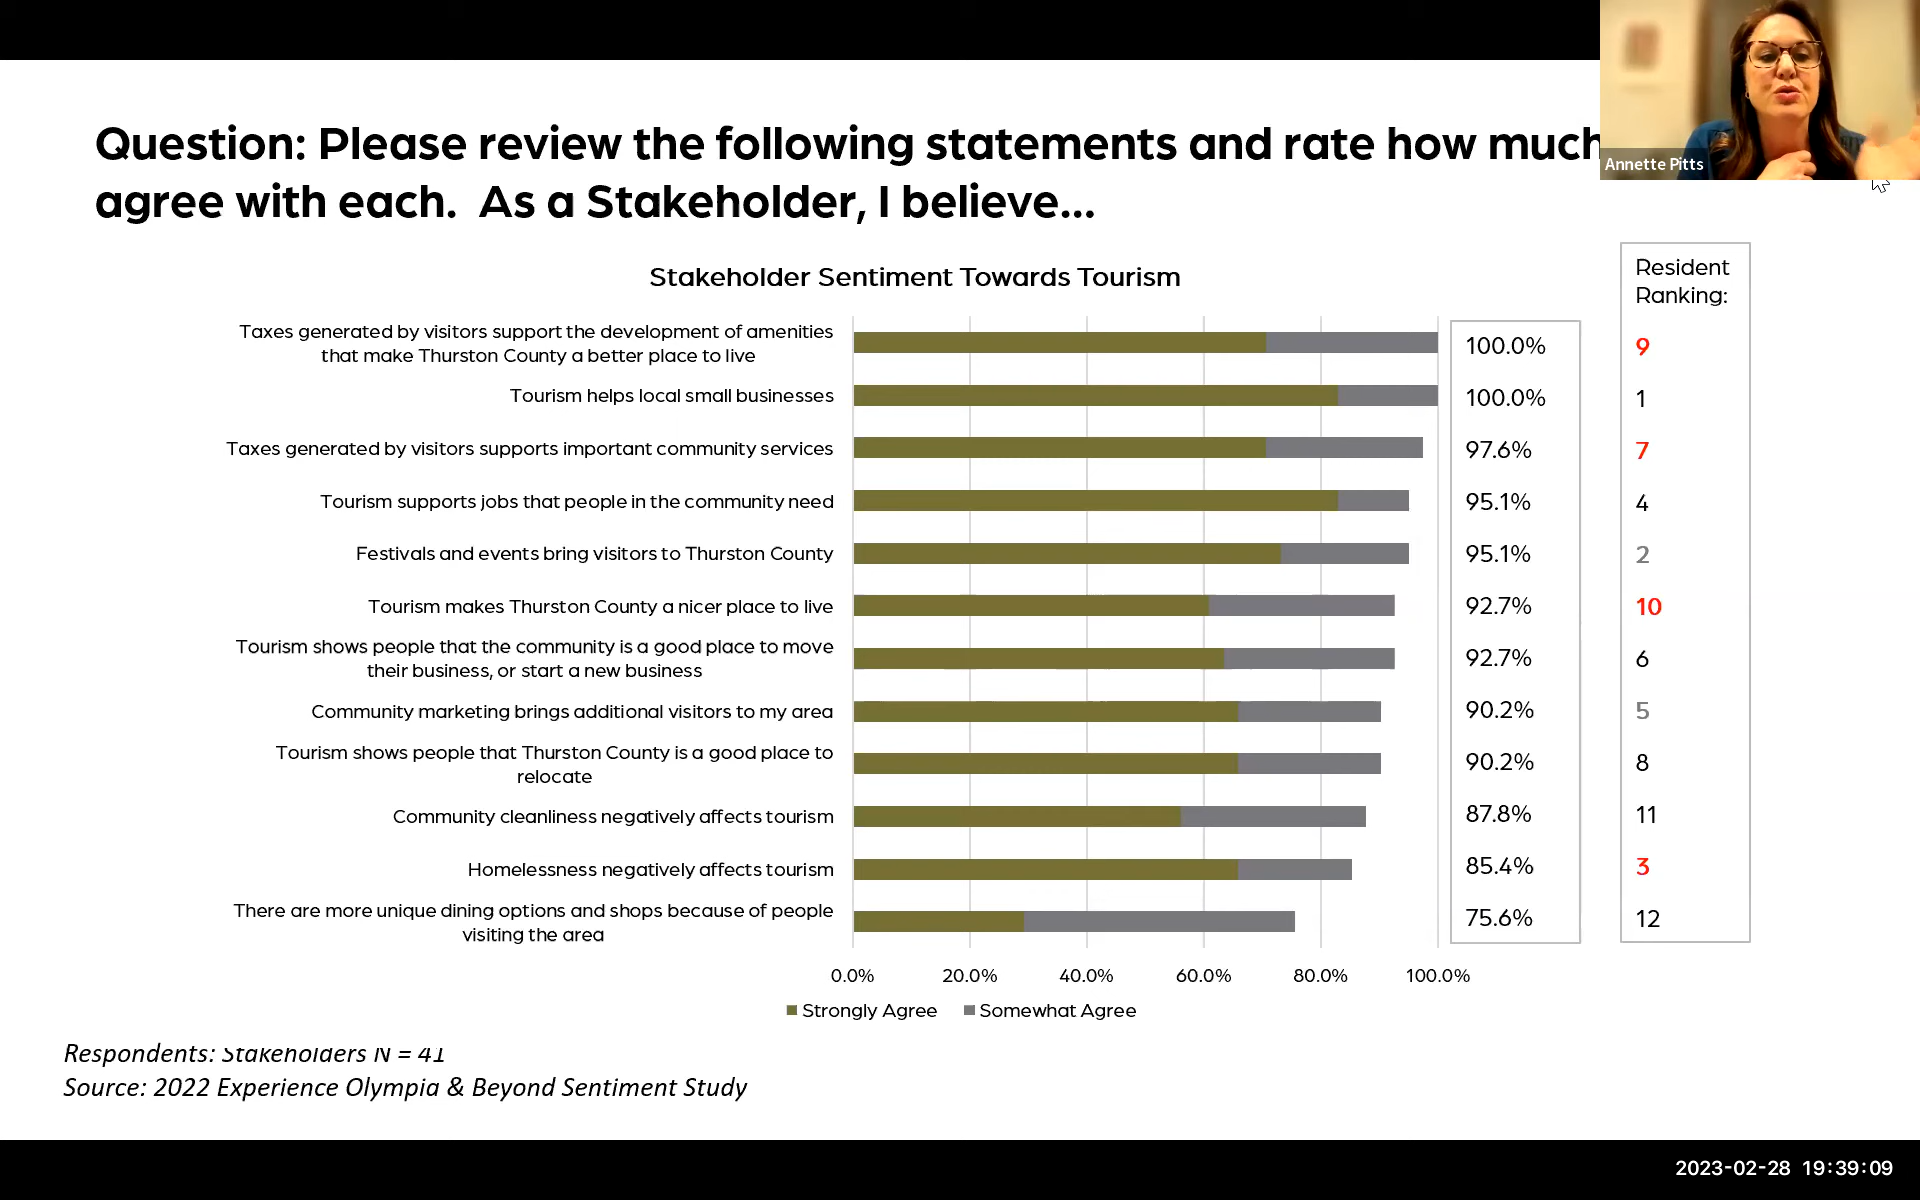 Question: Please review the following statements and rate how much
agree with each. As a Stakeholder, I believe...
Annette Pitts
Stakeholder Sentiment Towards Tourism
Resident
Ranking:
Taxes generated by visitors support the development of amenities
that make Thurston County a better place to live
100.0%
9
Tourism helps local small businesses
100.0%
1
Taxes generated by visitors supports important community services
97.6%
7
Tourism supports jobs that people in the community need
95.1%
4
Festivals and events bring visitors to Thurston County
95.1%
2
Tourism makes Thurston County a nicer place to live
92.7%
10
Tourism shows people that the community is a good place to move
their business, or start a new business
92.7%
6
Community marketing brings additional visitors to my area
90.2%
5
Tourism shows people that Thurston County is a good place to
relocate
90.2%
8
Community cleanliness negatively affects tourism
87.8%
11
Homelessness negatively affects tourism
85.4%
3
There are more unique dining options and shops because of people
visiting the area
75.6%
12
0.0% 20.0% 40.0% 60.0% 80.0% 100.0%
Strongly Agree Somewhat Agree
Respondents: Stakeholders N = 41
Source: 2022 Experience Olympia & Beyond Sentiment Study
2023-02-28 19:39:09